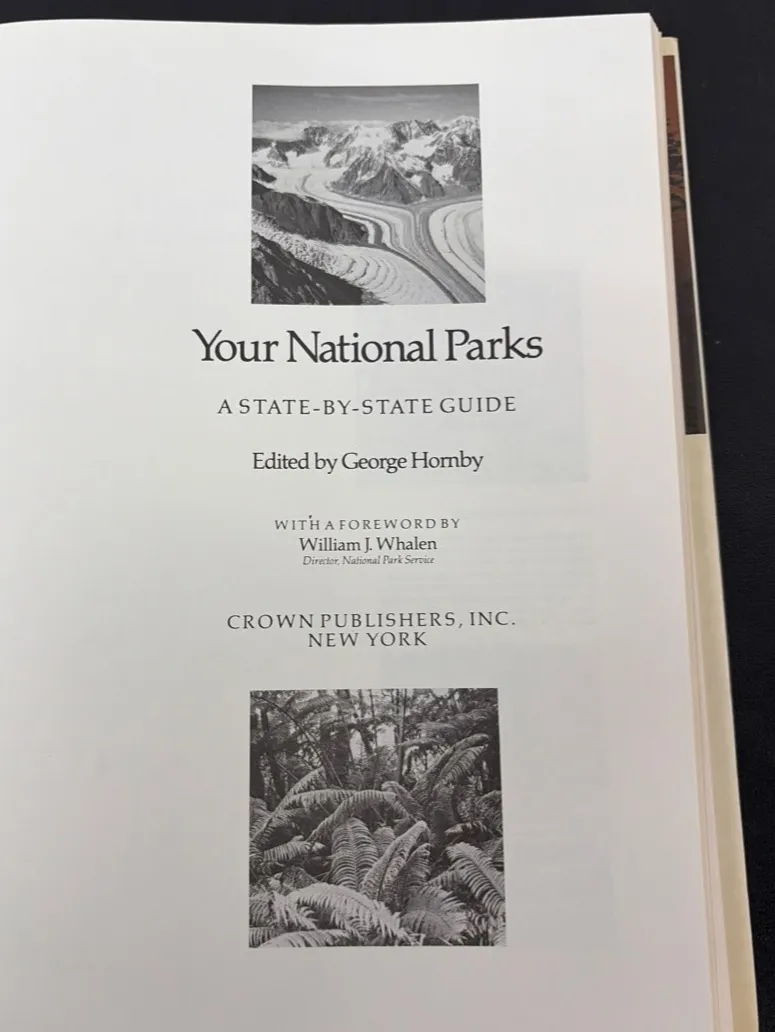 Your National Parks
A STATE-BY-STATE GUIDE
Edited by George Hornby
WITH A FOREWORD BY
William J. Whalen
Director, National Park Service
CROWN PUBLISHERS, INC.
NEW YORK